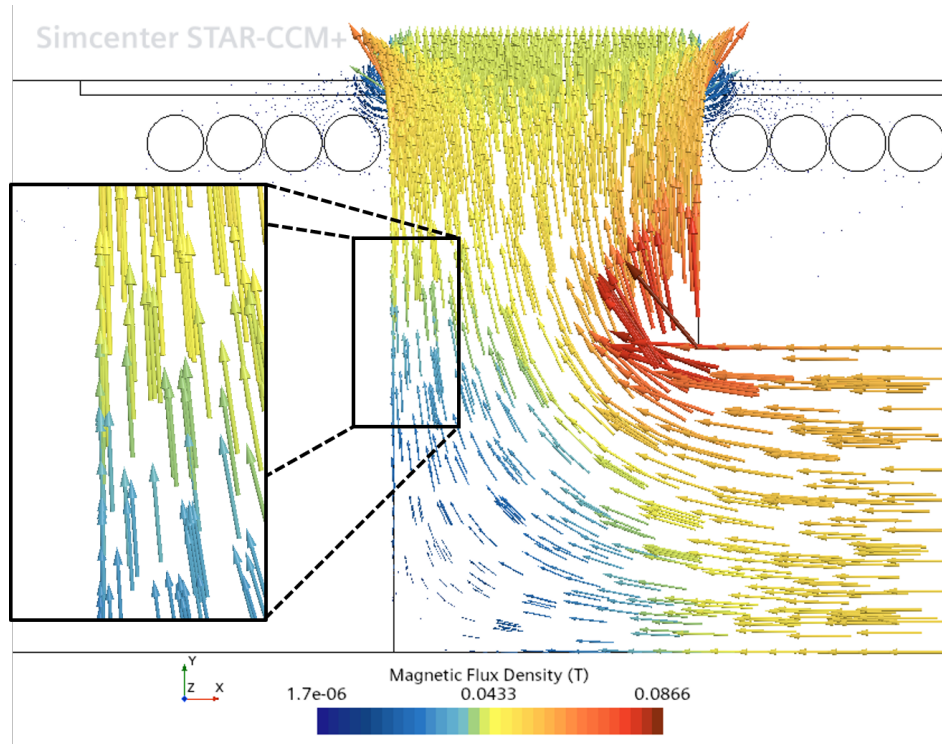 Simcenter STAR-CCM+
Y
Z X
Magnetic Flux Density (T)
1.7e-06 0.0433 0.0866